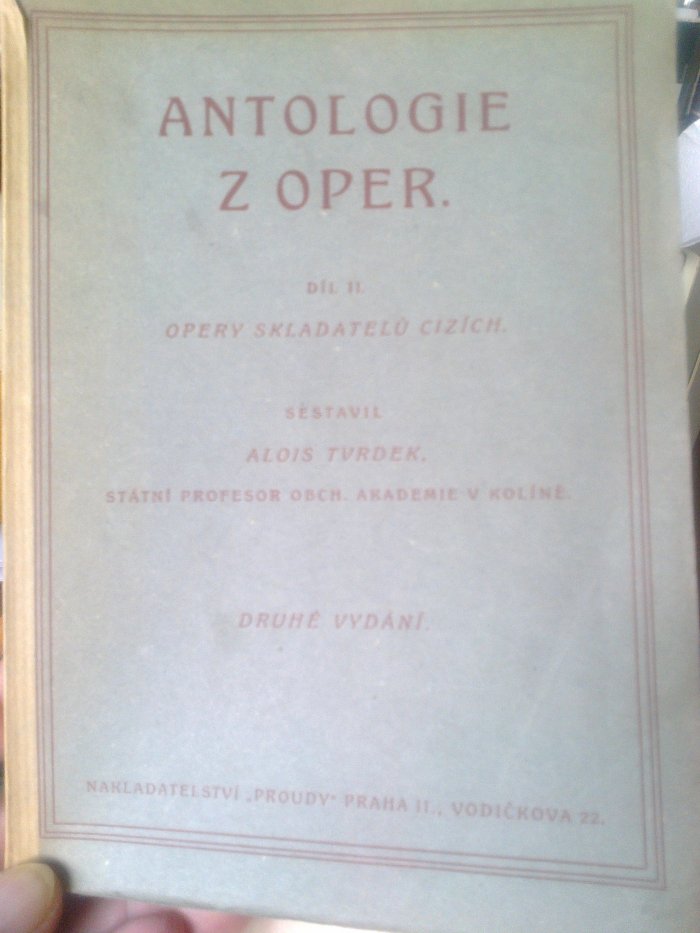 ANTOLOGIE
Z OPER.
DÍL II.
OPERY SKLADATELŮ CIZÍCH.
SESTAVIL
ALOIS TVRDEK,
STÁTNÍ PROFESOR OBCH. AKADEMIE V KOLÍNĚ.
DRUHÉ VYDÁNÍ.
NAKLADATELSTVÍ „PROUDY“ PRAHA II., VODIČKOVA 22.